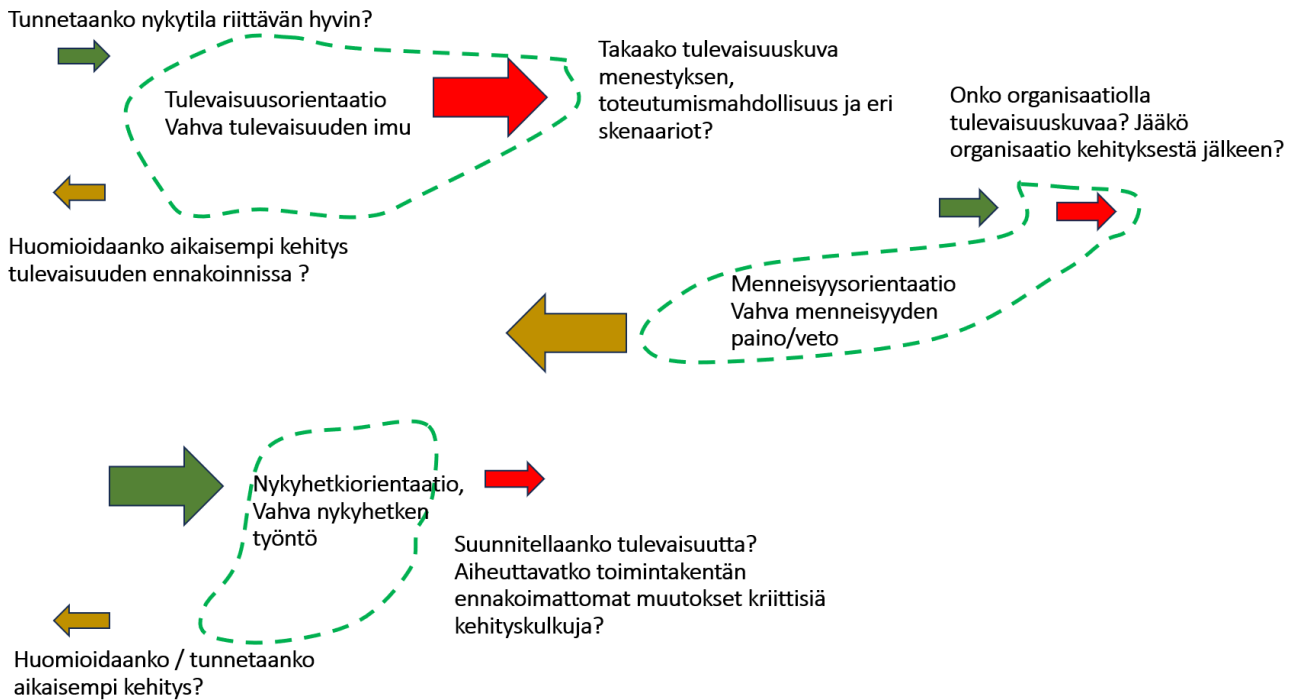 Tunnetaanko nykytila riittävän hyvin?
Tulevaisuusorientaatio
Vahva tulevaisuuden imu
Takaako tulevaisuuskuva
menestyksen,
toteutumismahdollisuus ja eri
skenaariot?
Onko organisaatiolla
tulevaisuuskuvaa? Jääkö
organisaatio kehityksestä jälkeen?
Huomioidaanko aikaisempi kehitys
tulevaisuuden ennakoinnissa ?
Menneisyysorientaatio
Vahva menneisyyden
paino/veto
Nykyhetkiorientaatio,
Vahva nykyhetken
työntö
Suunnitellaanko tulevaisuutta?
Aiheuttavatko toimintakentän
ennakoimattomat muutokset kriittisiä
kehityskulkuja?
Huomioidaanko / tunnetaanko
aikaisempi kehitys?